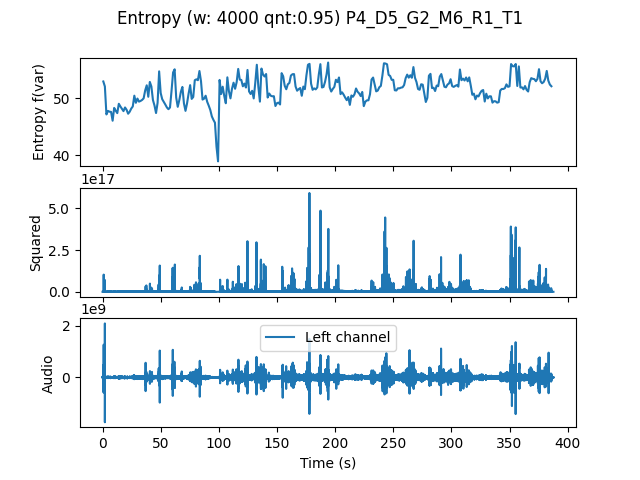 Entropy (w: 4000 qnt:0.95) P4_D5_G2_M6_R1_T1
Entropy f(var)
50
40
1e17
Squared
5.0
2.5
0.0
1e9
Audio
2
0
Left channel
0 50 100 150 200 250 300 350 400
Time (s)